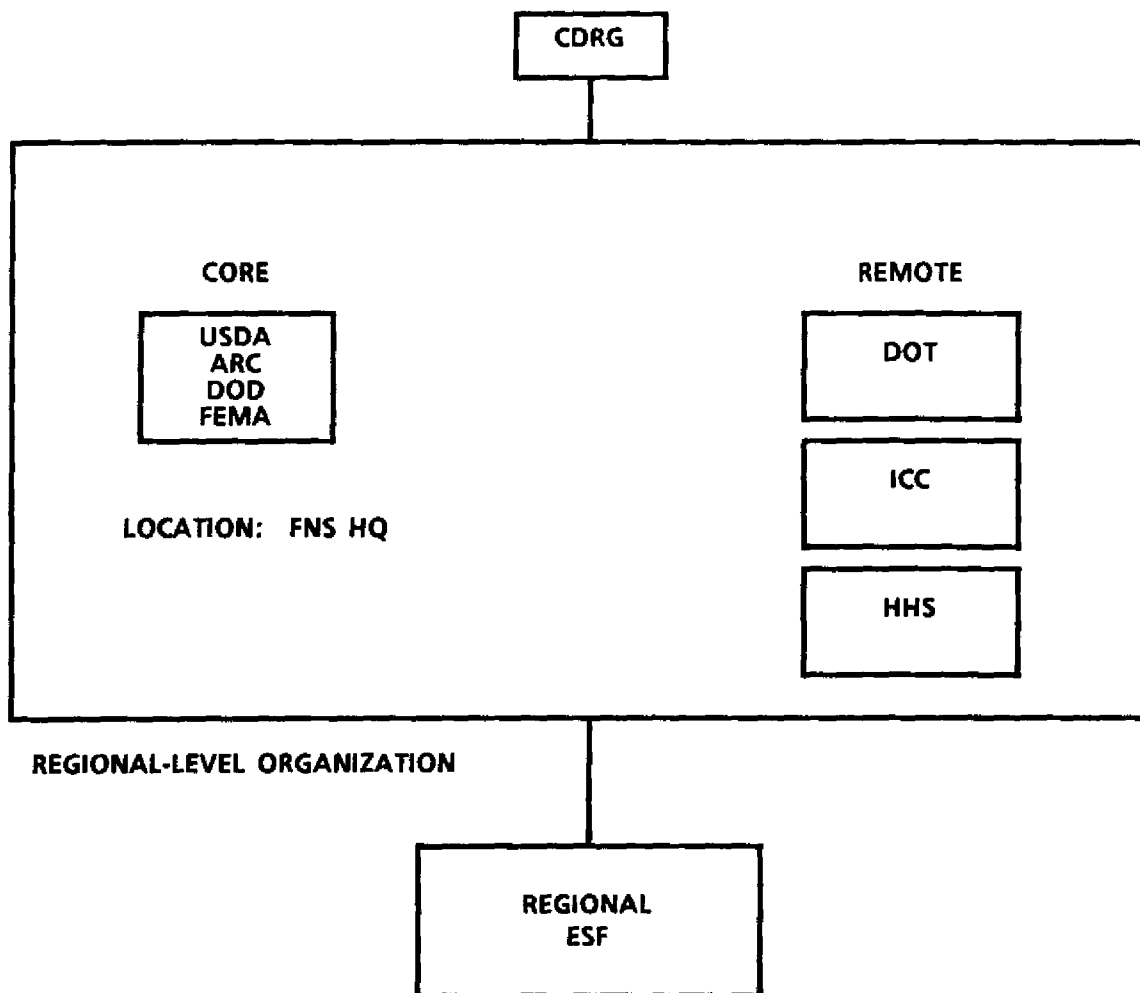 CDRG
CORE
USDA
ARC
DOD
FEMA
LOCATION: FNS HQ
REMOTE
DOT
ICC
HHS
REGIONAL-LEVEL ORGANIZATION
REGIONAL
ESF